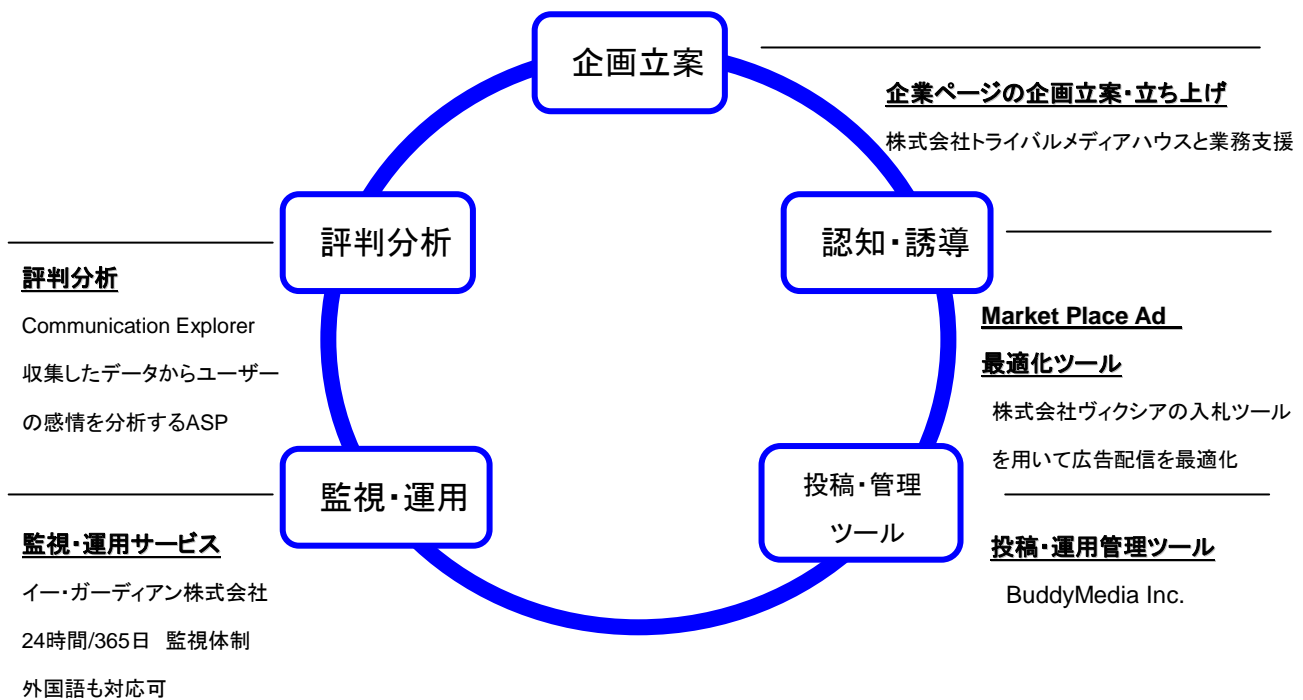 企画立案
企業ページの企画立案・立ち上げ
株式会社トライバルメディアハウスと業務支援
認知・誘導
Market Place Ad
最適化ツール
株式会社ヴィクシアの入札ツール
を用いて広告配信を最適化
投稿・管理
ツール
投稿・運用管理ツール
BuddyMedia Inc.
監視・運用
監視・運用サービス
イー・ガーディアン株式会社
24時間/365日 監視体制
外国語も対応可
評判分析
評判分析
Communication Explorer
収集したデータからユーザー
の感情を分析するASP